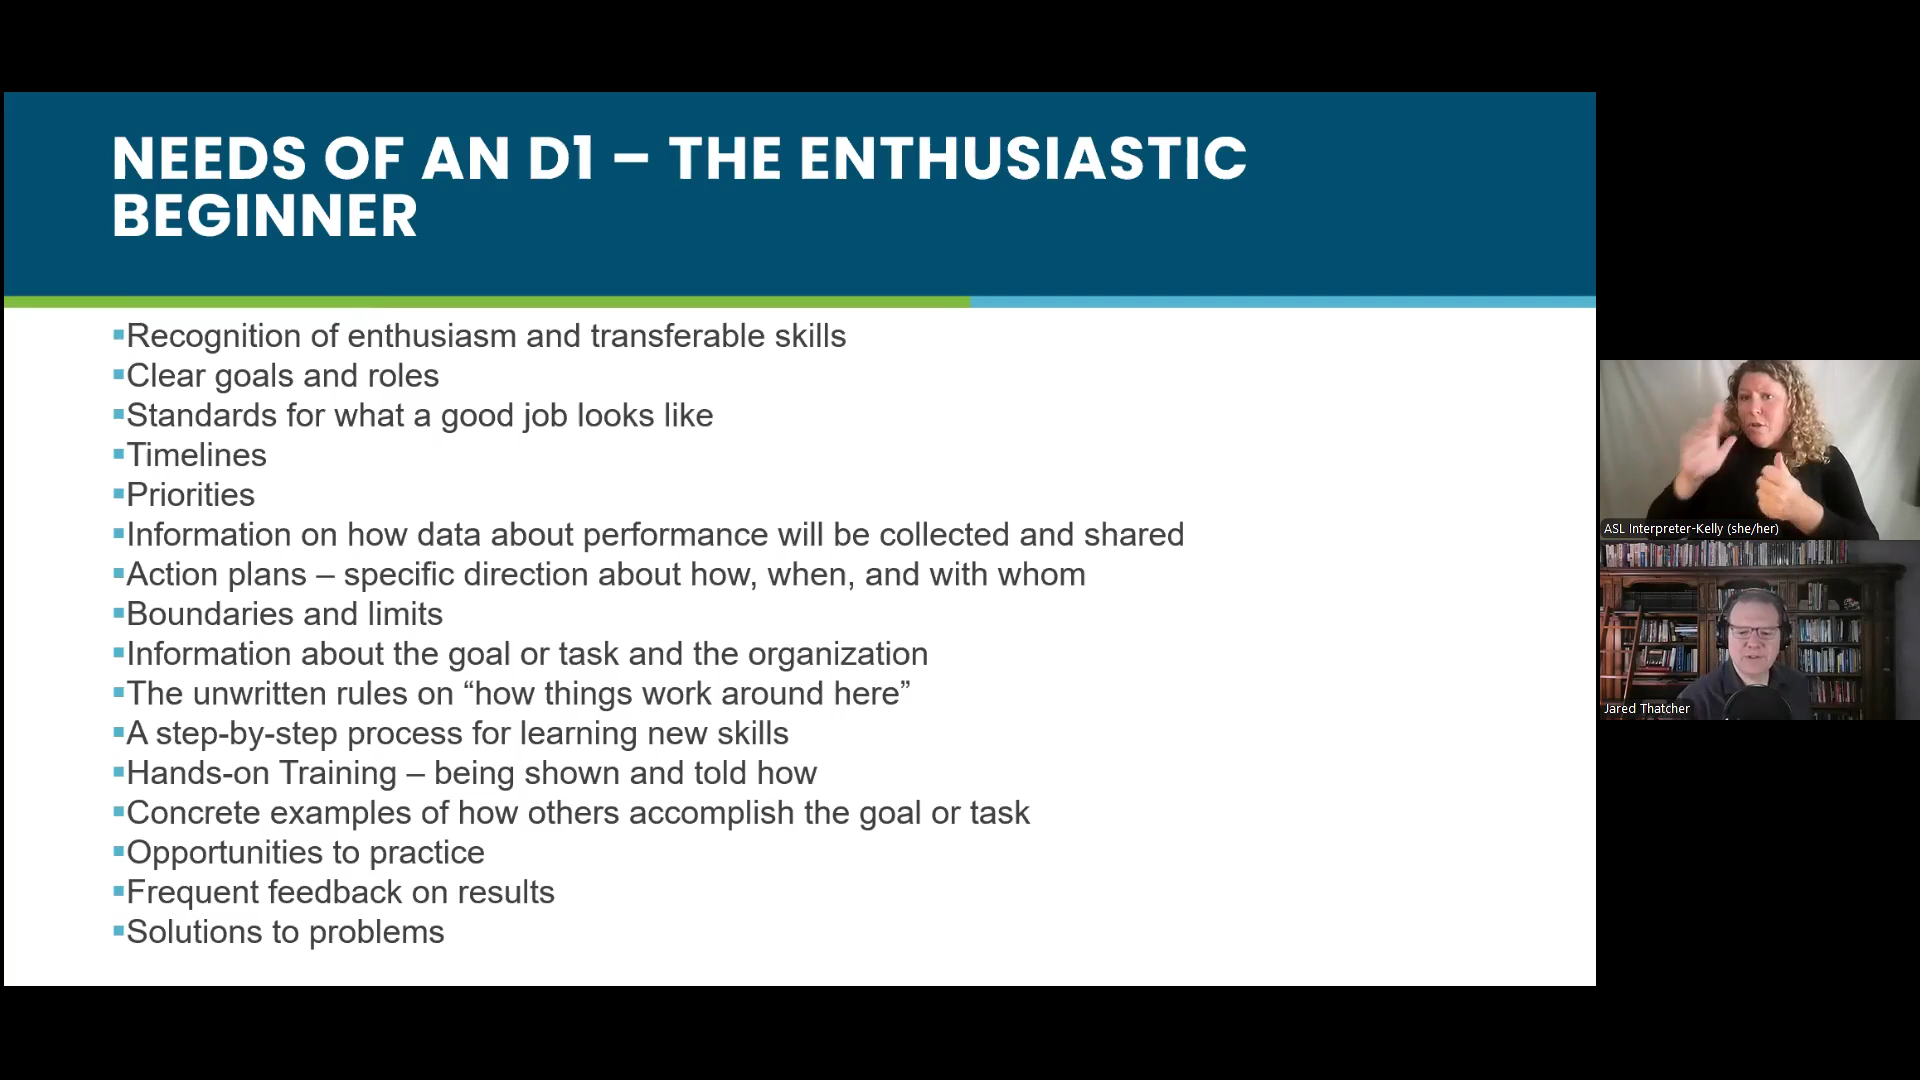 NEEDS OF AN D1 – THE ENTHUSIASTIC
BEGINNER
▪Recognition of enthusiasm and transferable skills
▪Clear goals and roles
▪Standards for what a good job looks like
▪Timelines
▪Priorities
▪Information on how data about performance will be collected and shared
▪Action plans – specific direction about how, when, and with whom
▪Boundaries and limits
▪Information about the goal or task and the organization
▪The unwritten rules on “how things work around here”
▪A step-by-step process for learning new skills
▪Hands-on Training – being shown and told how
▪Concrete examples of how others accomplish the goal or task
▪Opportunities to practice
▪Frequent feedback on results
▪Solutions to problems
ASL Interpreter-Kelly (she/her)
Jared Thatcher